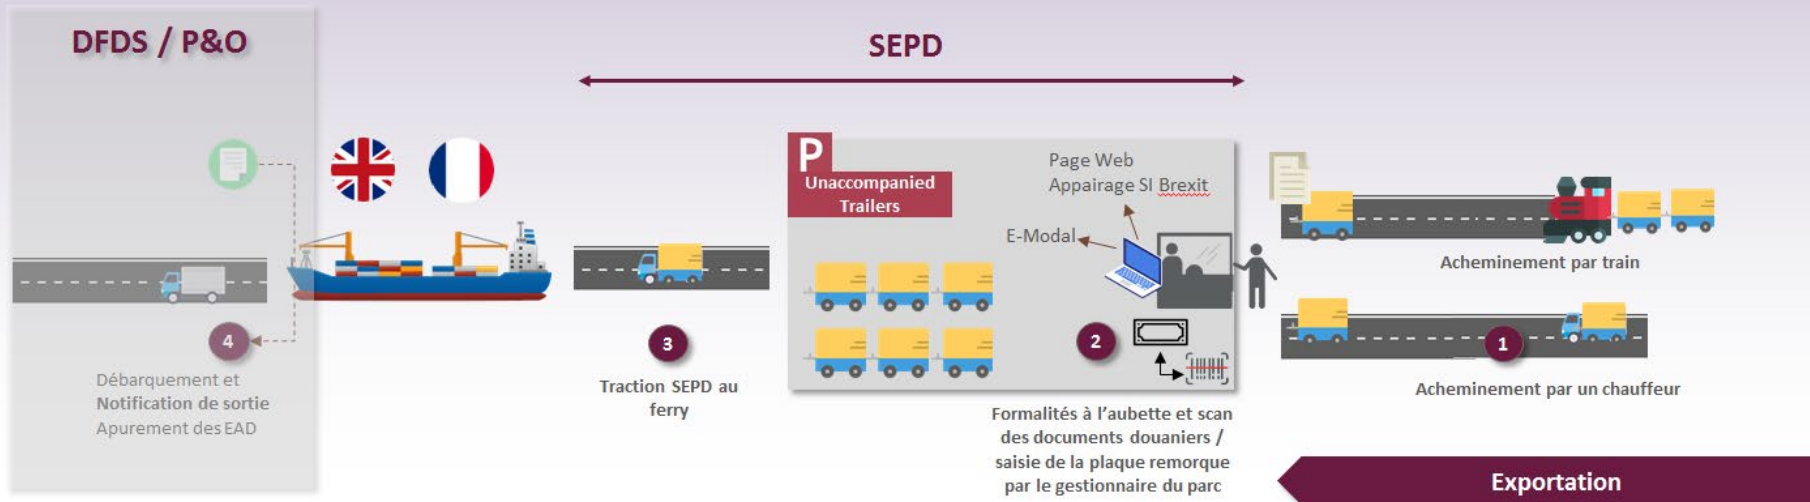 DFDS / P&O
SEPD
P
Unaccompanied
Trailers
Page Web
Appairage SI Brexit
E-Modal
Acheminement par train
4
3
2
1
Débarquement et
Notification de sortie
Apurement des EAD
Traction SEPD au
ferry
Formalités à l’aubette et scan
des documents douaniers /
saisie de la plaque remorque
par le gestionnaire du parc
Acheminement par un chauffeur
Exportation